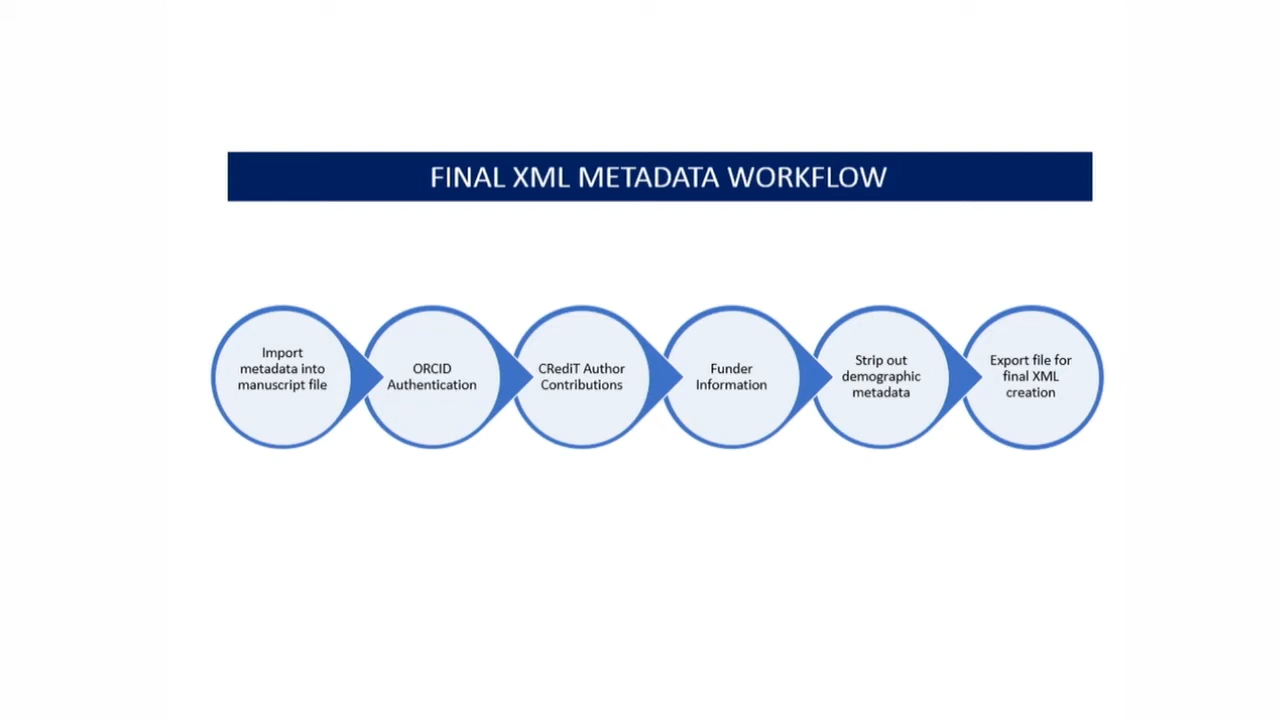 FINAL XML METADATA WORKFLOW
Import
metadata into
manuscript file
ORCID
Authentication
CRediT Author
Contributions
Funder
Information
Strip out
demographic
metadata
Export file for
final XML
creation